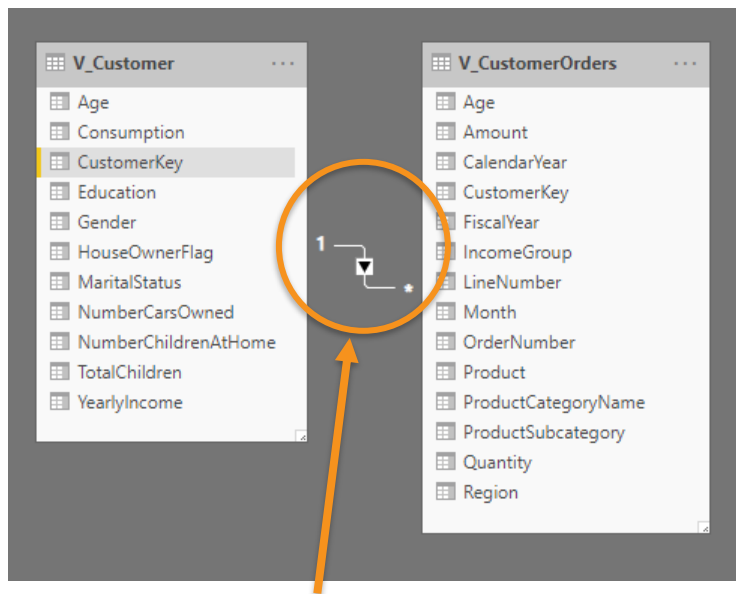 V_Customer
Age
Consumption
CustomerKey
Education
Gender
HouseOwnerFlag
MaritalStatus
NumberCarsOwned
NumberChildrenAtHome
TotalChildren
YearlyIncome
1
*
V_CustomerOrders
Age
Amount
CalendarYear
CustomerKey
FiscalYear
IncomeGroup
LineNumber
Month
OrderNumber
Product
ProductCategoryName
ProductSubcategory
Quantity
Region